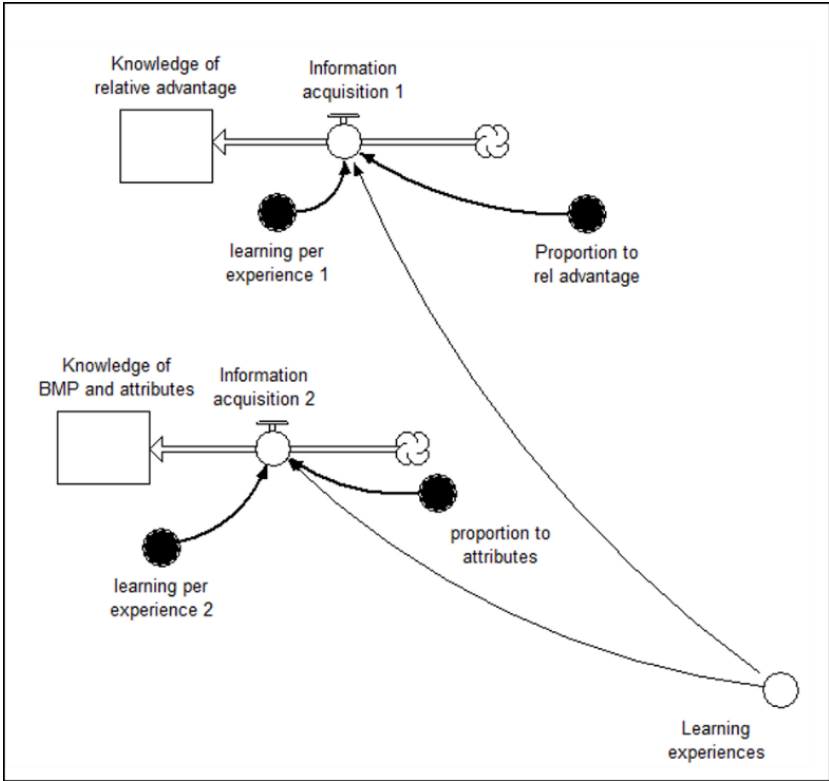 Knowledge of
relative advantage
Information
acquisition 1
learning per
experience 1
Proportion to
rel advantage
Knowledge of
BMP and attributes
Information
acquisition 2
proportion to
attributes
learning per
experience 2
Learning
experiences